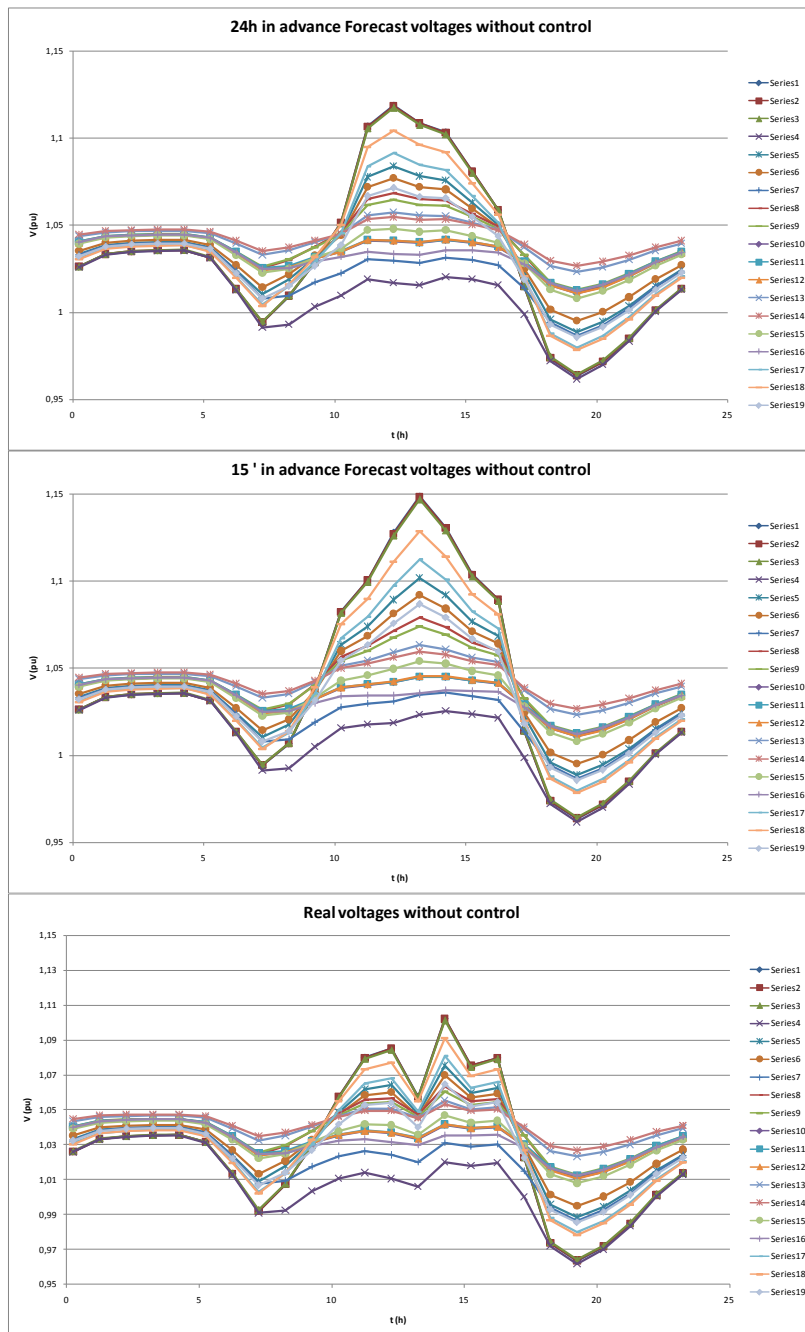 24h in advance Forecast voltages without control
1,15
1,1
1,05
1
0,95
V (pu)
0
5
10
15
20
25
t (h)
Series1
Series2
Series3
Series4
Series5
Series6
Series7
Series8
Series9
Series10
Series11
Series12
Series13
Series14
Series15
Series16
Series17
Series18
Series19
15 ' in advance Forecast voltages without control
1,15
1,1
1,05
1
0,95
V (pu)
0
5
10
15
20
25
t (h)
Series1
Series2
Series3
Series4
Series5
Series6
Series7
Series8
Series9
Series10
Series11
Series12
Series13
Series14
Series15
Series16
Series17
Series18
Series19
Real voltages without control
1,15
1,13
1,11
1,09
1,07
1,05
1,03
1,01
0,99
0,97
0,95
V (pu)
0
5
10
15
20
25
t (h)
Series1
Series2
Series3
Series4
Series5
Series6
Series7
Series8
Series9
Series10
Series11
Series12
Series13
Series14
Series15
Series16
Series17
Series18
Series19